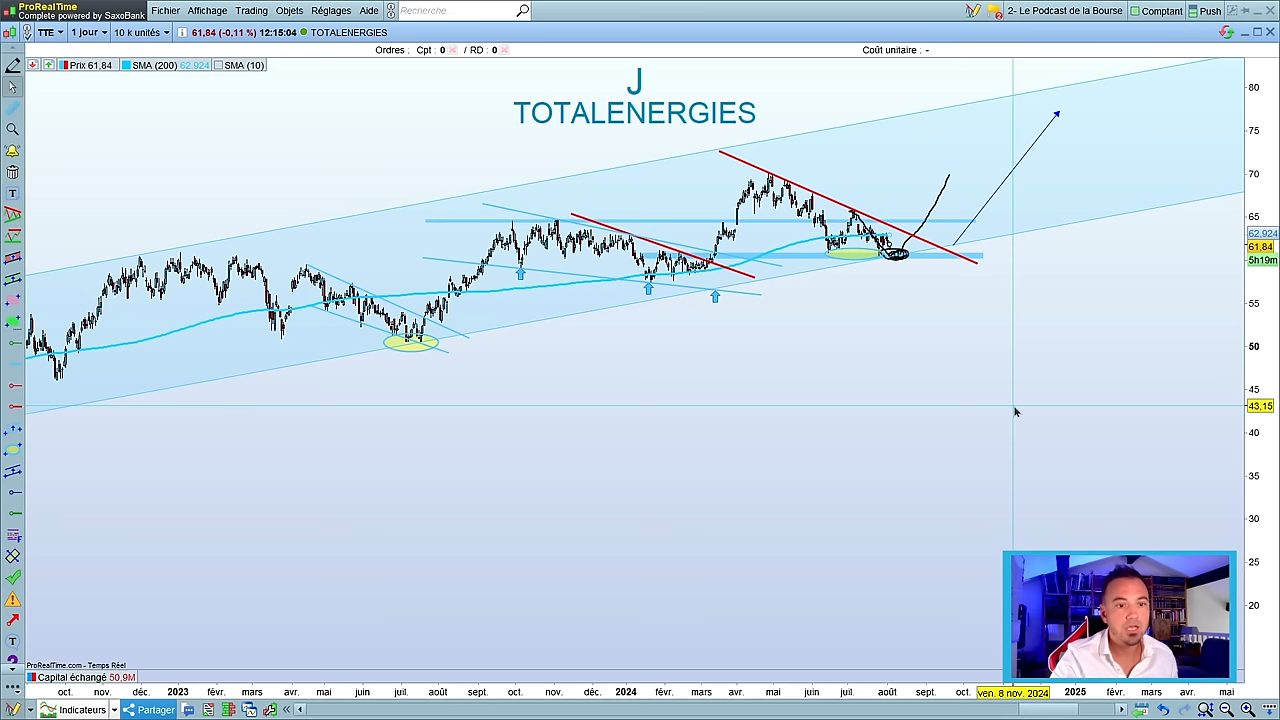 ProRealTime
Complete powered by SaxoBank
Fichier Affichage Trading Objets Réglages Aide Recherche 2- Le Podcast de la Bourse Comptant Push
TTE 1 jour 10 k unités 61,84 (-0,11 %) 12:15:04 TOTALENERGIES
Ordres : Cpt : 0 / RD : 0 Coût unitaire : -
Prix 61,84 SMA (200) 62,924 SMA (10)
J
TOTALENERGIES
80
75
70
65
62,924
61,84
5h19m
55
50
45
43,15
40
35
30
25
20
ProRealTime.com - Temps Réel
Capital échangé 50.9M
oct. nov. déc. 2023 févr. mars avr. mai juin juil. août sept. oct. nov. déc. 2024 févr. mars avr. mai juin juil. août sept. oct. ven. 8 nov. 2024 2025 févr. mars avr. mai
Indicateurs Partager